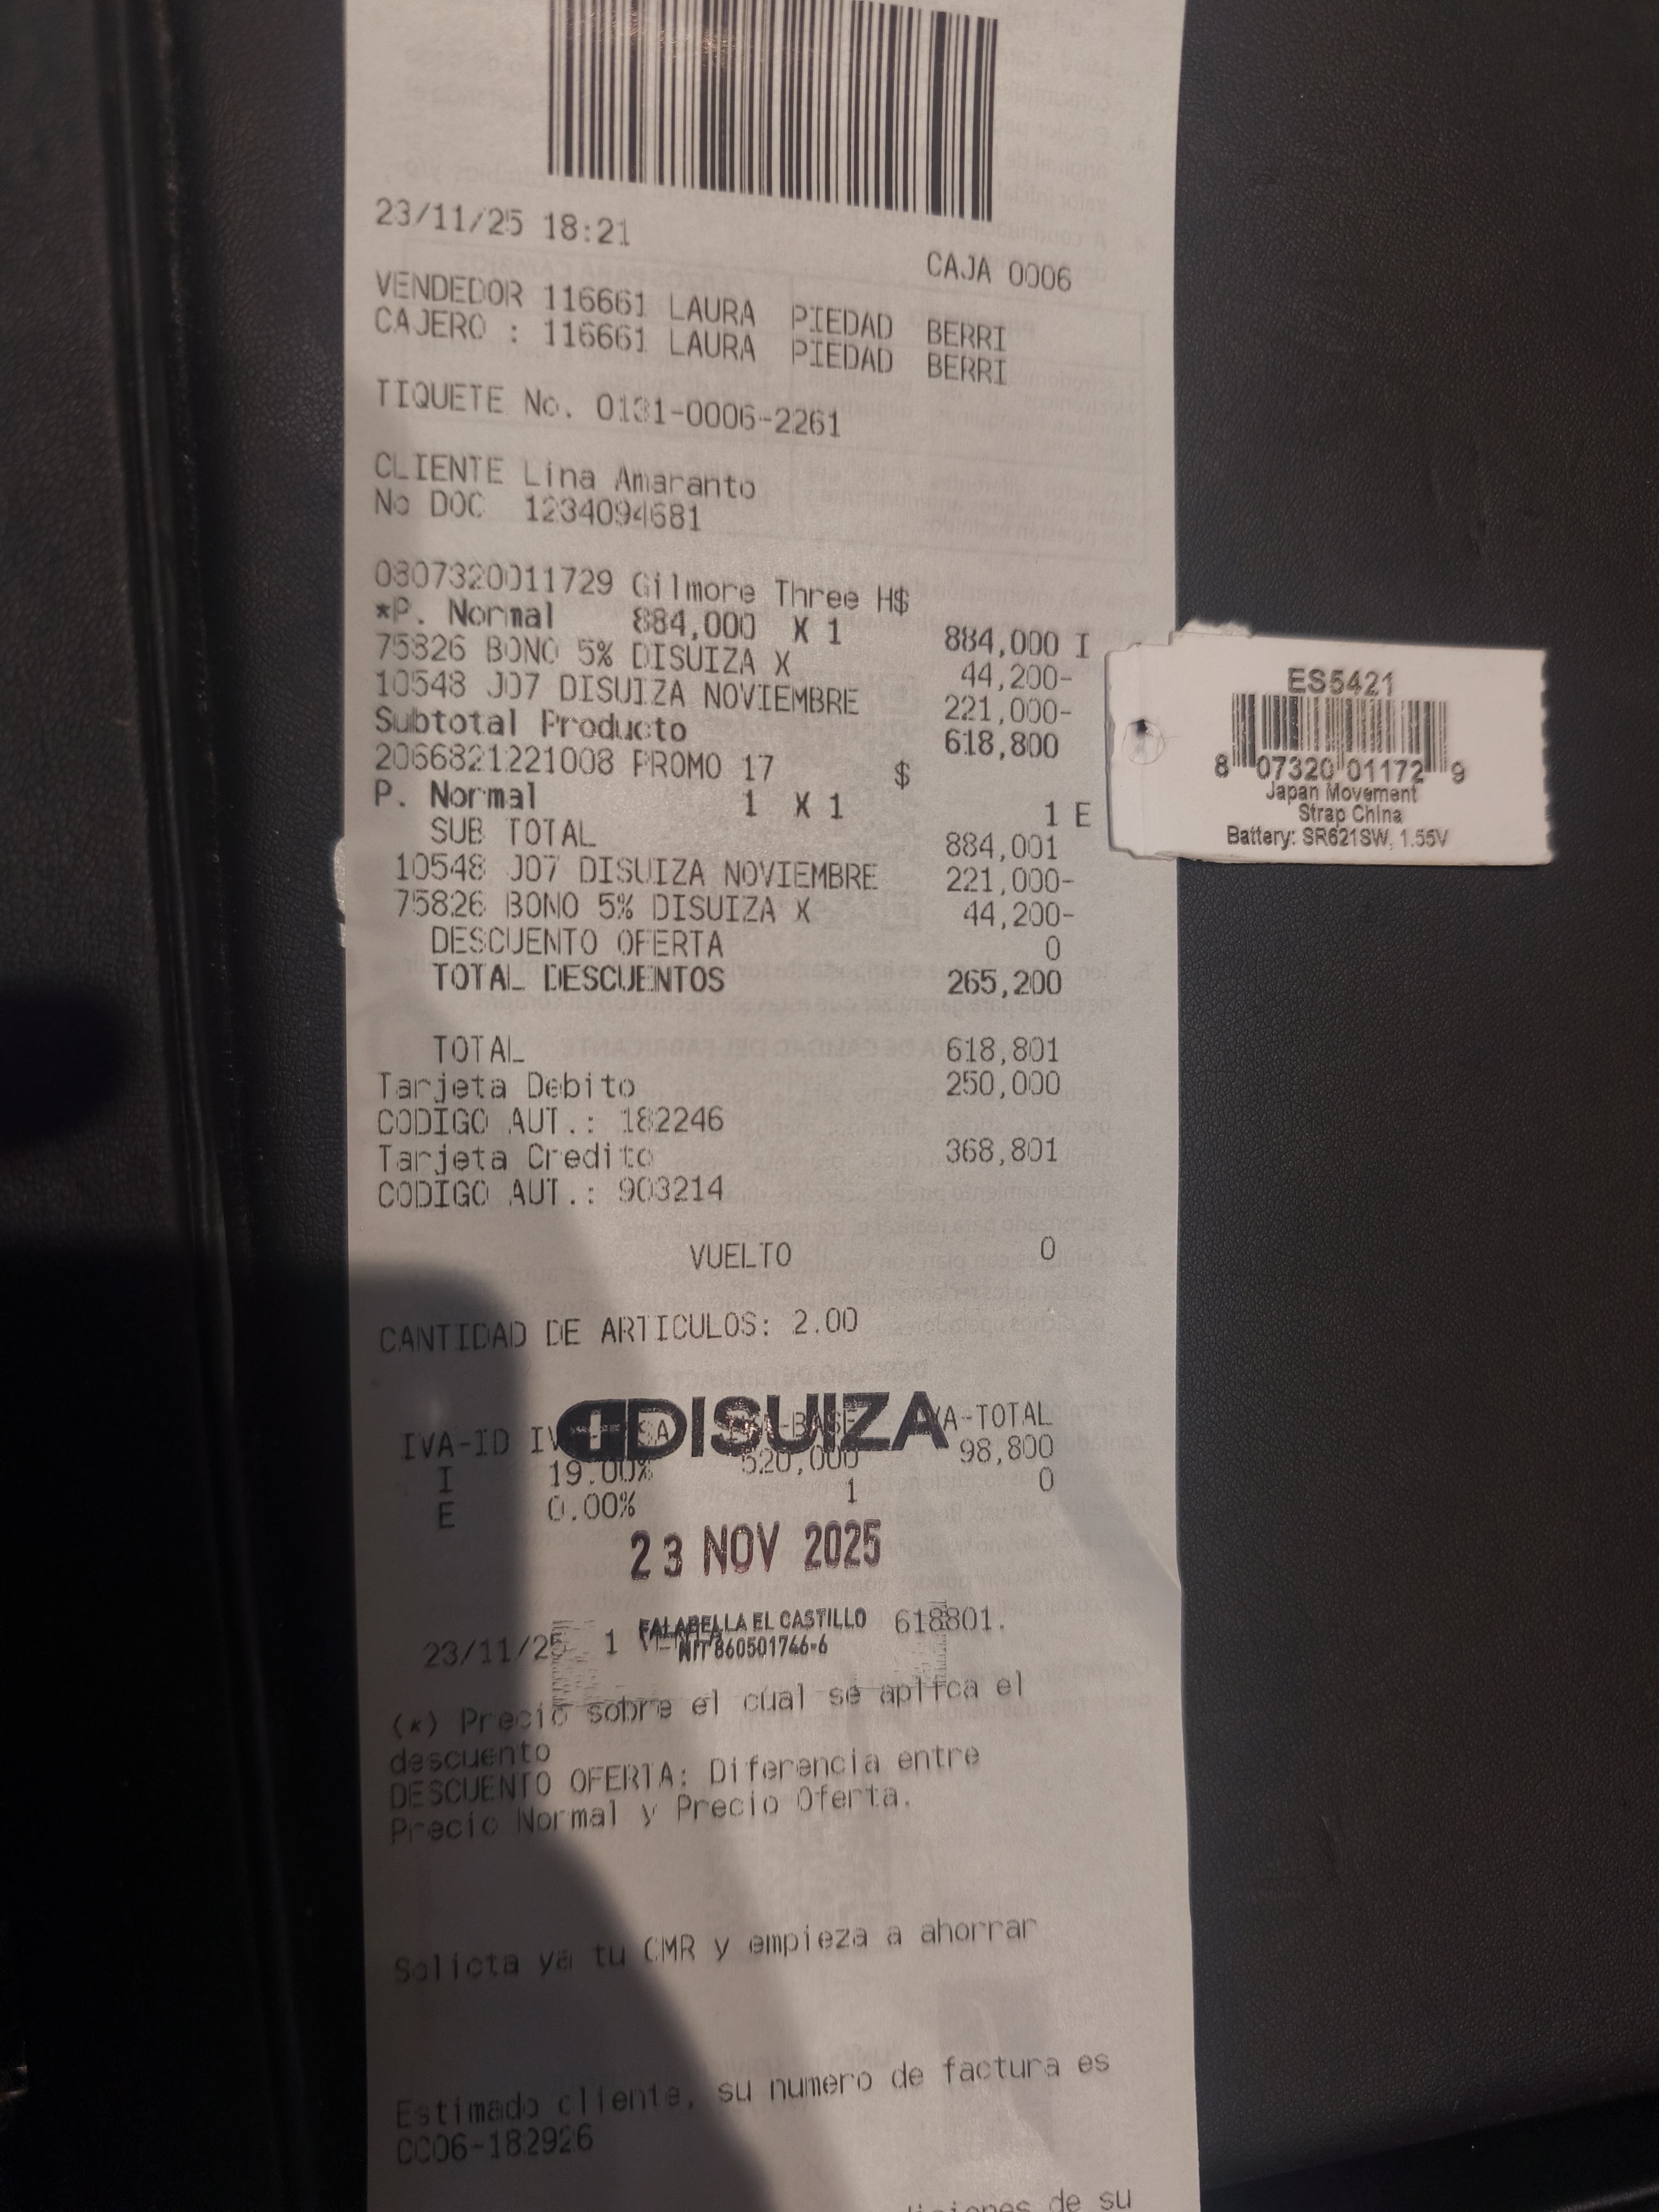 23/11/25 18:21
CAJA 0006
VENDEDOR 116661 LAURA PIEDAD BERRI
CAJERO : 116661 LAURA PIEDAD BERRI
TIQUETE No. 0131-0006-2261
CLIENTE Lina Amaranto
No DOC 1234094681
0807320011729 Gilmore Three H$
*P. Normal 884,000 X 1 884,000 I
75826 BONO 5% DISUIZA X 44,200-
10548 J07 DISUIZA NOVIEMBRE 221,000-
Subtotal Producto 618,800
2066821221008 PROMO 17 $
P. Normal 1 X 1 1 E
SUB TOTAL 884,001
10548 J07 DISUIZA NOVIEMBRE 221,000-
75826 BONO 5% DISUIZA X 44,200-
DESCUENTO OFERTA 0
TOTAL DESCUENTOS 265,200
TOTAL 618,801
Tarjeta Debito 250,000
CODIGO AUT.: 182246
Tarjeta Credito 368,801
CODIGO AUT.: 903214
VUELTO 0
CANTIDAD DE ARTICULOS: 2.00
DISUIZA
IVA-ID -TOTAL
I 19.00% 520,000 98,800
E 0.00% 1 0
23 NOV 2025
FALABELLA EL CASTILLO
NIT 860501746-6
23/11/25 1 618801.
(*) Precio sobre el cual se aplica el
descuento
DESCUENTO OFERTA: Diferencia entre
Precio Normal y Precio Oferta.
Solicta ya tu CMR y empieza a ahorrar
Estimado cliente, su numero de factura es
CC06-182926
de su
ES5421
8 07320 01172 9
Japan Movement
Strap China
Battery: SR621SW, 1.55V